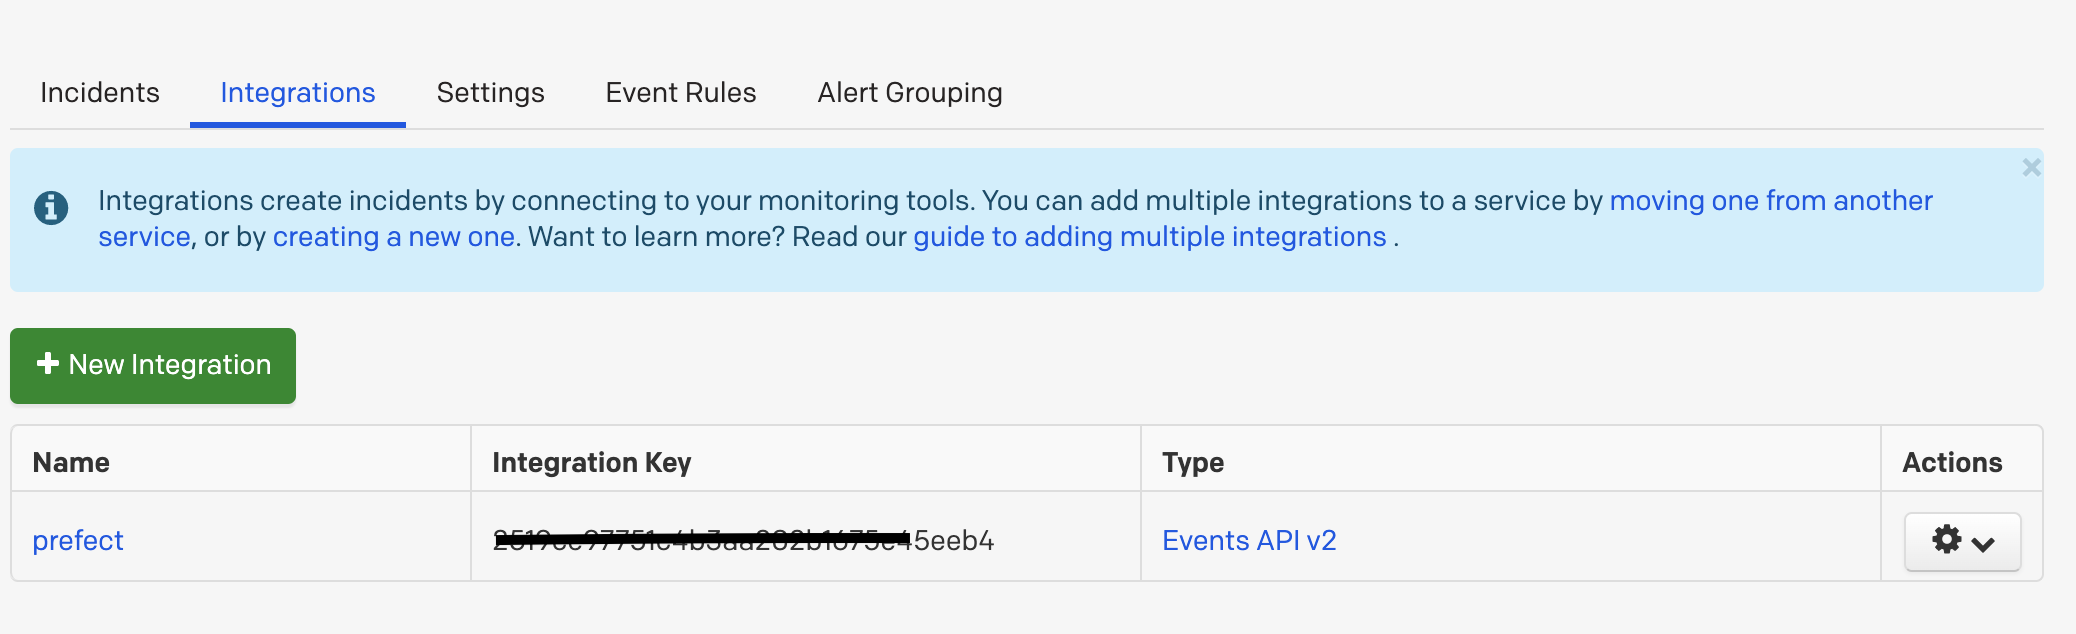 Incidents Integrations Settings Event Rules Alert Grouping
Integrations create incidents by connecting to your monitoring tools. You can add multiple integrations to a service by moving one from another
service, or by creating a new one. Want to learn more? Read our guide to adding multiple integrations .
New Integration
Name Integration Key Type Actions
prefect 5eeb4 Events API v2